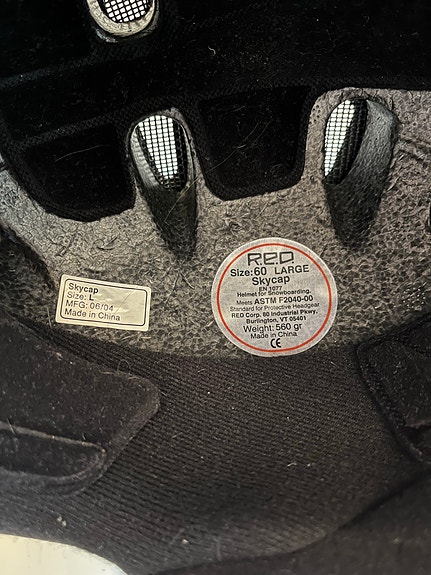 Skycap
Size: L
MFG: 06/04
Made in China
R.E.D.
Size: 60 LARGE
Skycap
EN 1077
Helmet for Snowboarding.
Meets ASTM F2040-00
Standard for Protective Headgear
RED Corp. 80 Industrial Pkwy.
Burlington, VT 05401
Weight: 560 gr
Made in China
CE